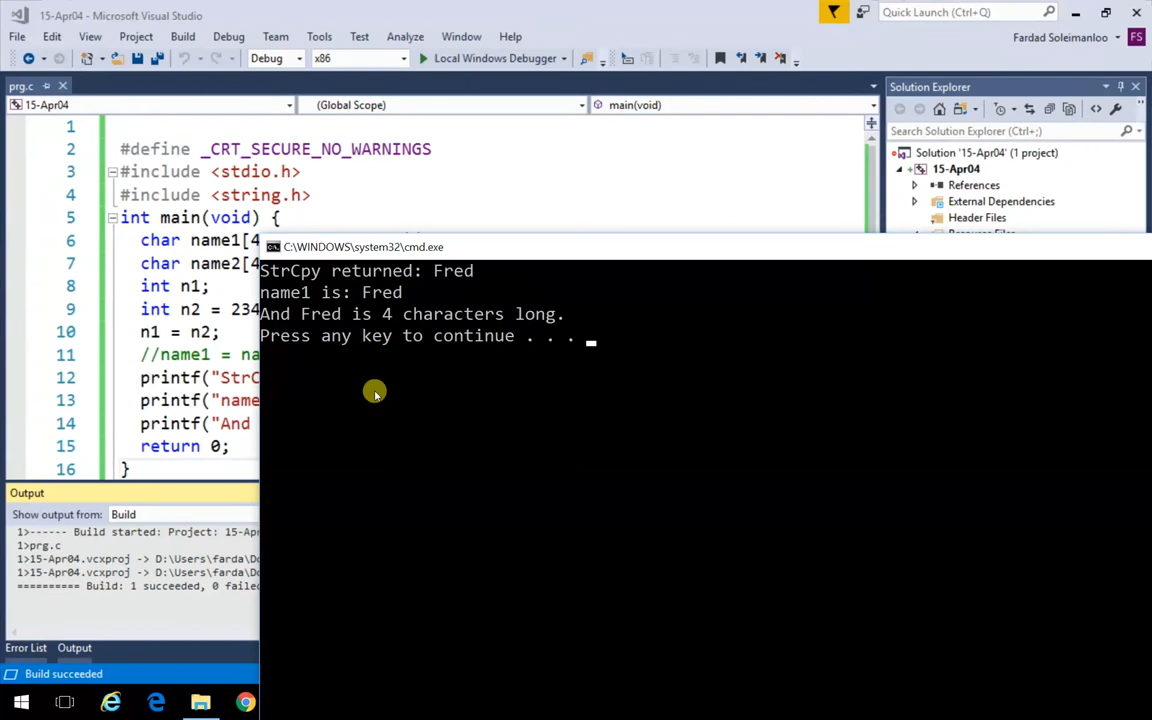 15-Apr04 - Microsoft Visual Studio
Quick Launch (Ctrl+Q)
File Edit View Project Build Debug Team Tools Test Analyze Window Help
Fardad Soleimanloo FS
Debug x86 Local Windows Debugger
prg.c
15-Apr04 (Global Scope) main(void)
1
2 #define _CRT_SECURE_NO_WARNINGS
3 #include <stdio.h>
4 #include <string.h>
5 int main(void) {
6 char name1[4
7 char name2[4
8 int n1;
9 int n2 = 234
10 n1 = n2;
11 //name1 = na
12 printf("StrC
13 printf("name
14 printf("And
15 return 0;
16 }
Solution Explorer
Search Solution Explorer (Ctrl+;)
Solution '15-Apr04' (1 project)
15-Apr04
References
External Dependencies
Header Files
C:\WINDOWS\system32\cmd.exe
StrCpy returned: Fred
name1 is: Fred
And Fred is 4 characters long.
Press any key to continue . . .
Output
Show output from: Build
1>------ Build started: Project: 15-Ap
1>prg.c
1>15-Apr04.vcxproj -> D:\Users\farda\Do
1>15-Apr04.vcxproj -> D:\Users\farda\Do
========== Build: 1 succeeded, 0 failed
Error List Output
Build succeeded